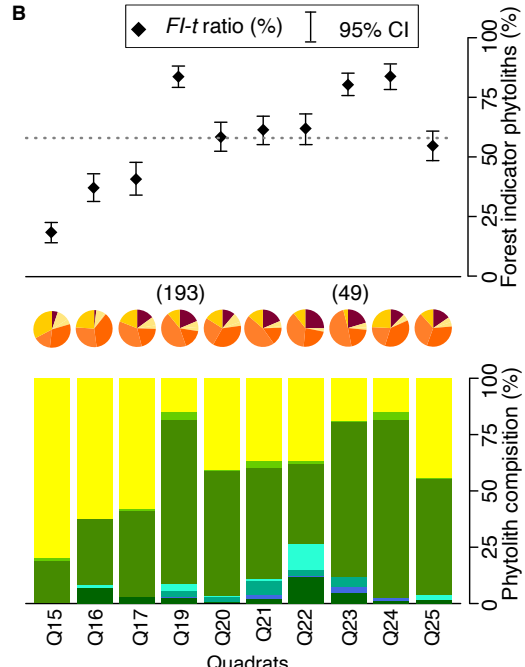 B
FI-t ratio (%) 95% CI
0 25 50 75 100
Forest indicator phytoliths (%)
(193) (49)
0 25 50 75 100
Phytolith compisition (%)
Q15 Q16 Q17 Q19 Q20 Q21 Q22 Q23 Q24 Q25
Quadrats